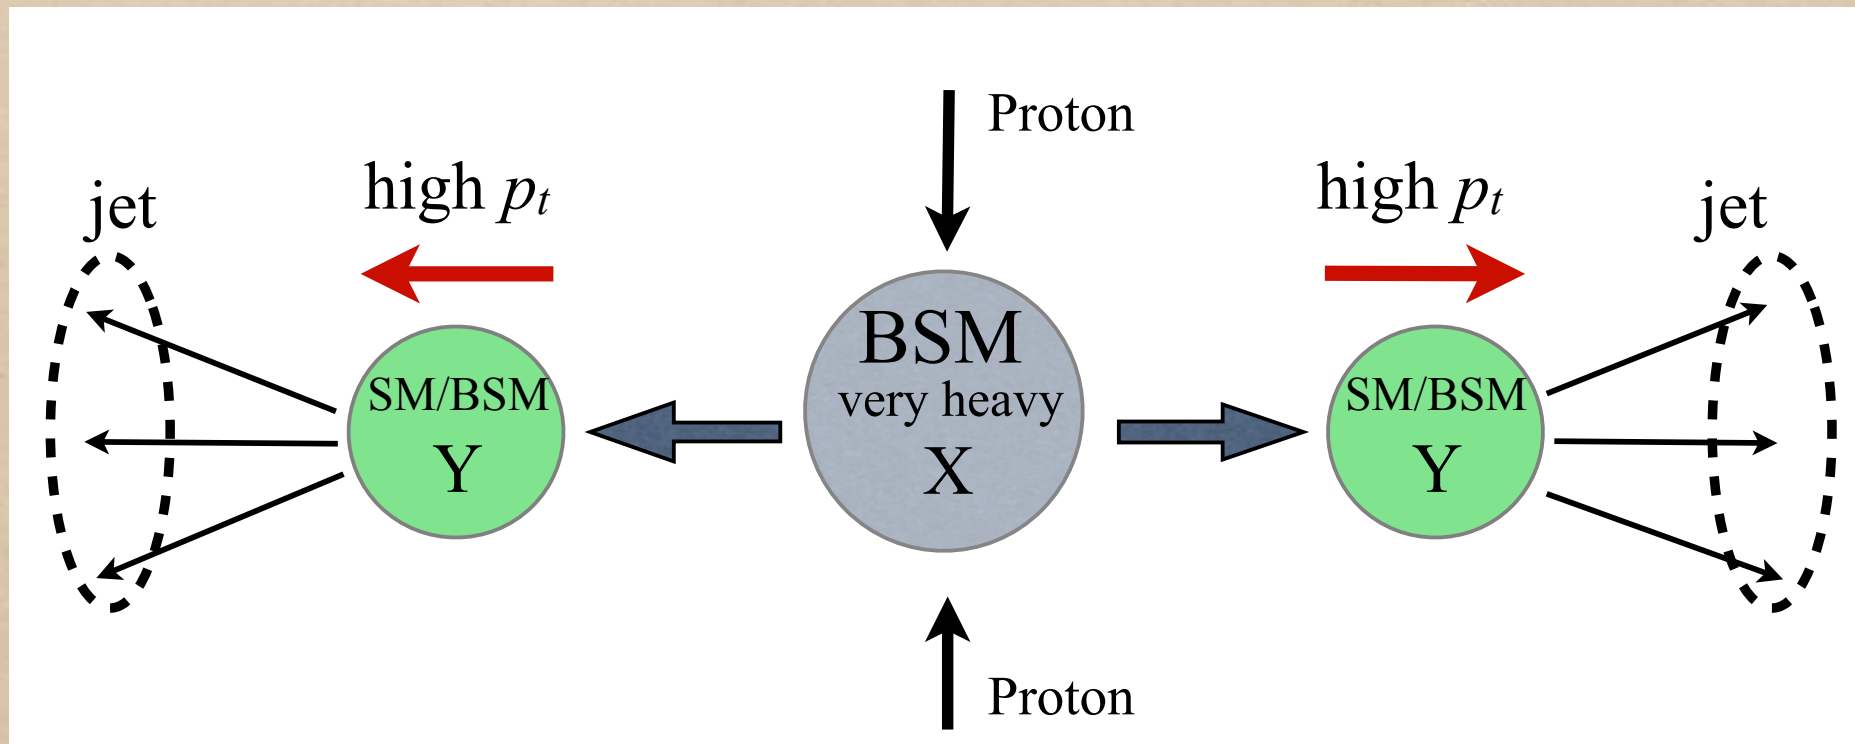 Proton
jet
high pt
high pt
jet
BSM
very heavy
X
SM/BSM
Y
SM/BSM
Y
Proton